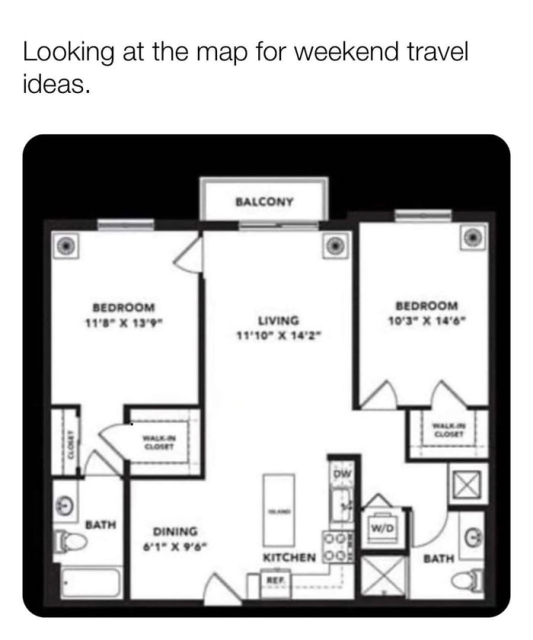 Looking at the map for weekend travel
ideas.
BALCONY
BEDROOM
11'8" X 13'9"
LIVING
11'10" X 14'2"
BEDROOM
10'3" X 14'6"
CLOSET
WALK-IN
CLOSET
WALK-IN
CLOSET
DW
BATH
DINING
6'1" X 9'6"
ISLAND
KITCHEN
REF.
W/D
BATH